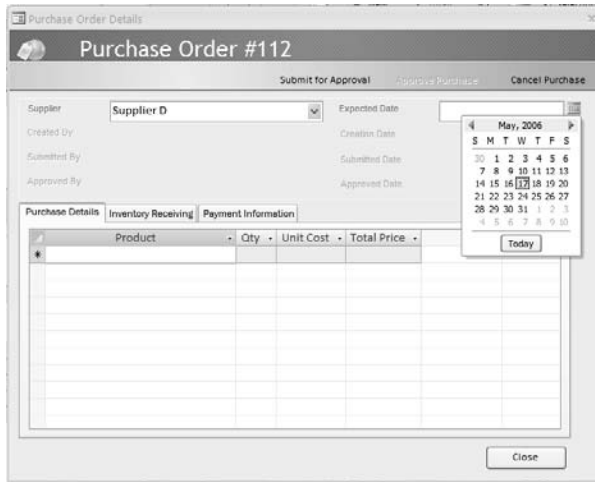 Purchase Order Details
Purchase Order #112
Submit for Approval Approve Purchase Cancel Purchase
Supplier Supplier D Expected Date
Created By Creation Date
Submitted By Submitted Date
Approved By Approved Date
May, 2006
S M T W T F S
30 1 2 3 4 5 6
7 8 9 10 11 12 13
14 15 16 17 18 19 20
21 22 23 24 25 26 27
28 29 30 31 1 2 3
4 5 6 7 8 9 10
Today
Purchase Details Inventory Receiving Payment Information
Product Qty Unit Cost Total Price
Close